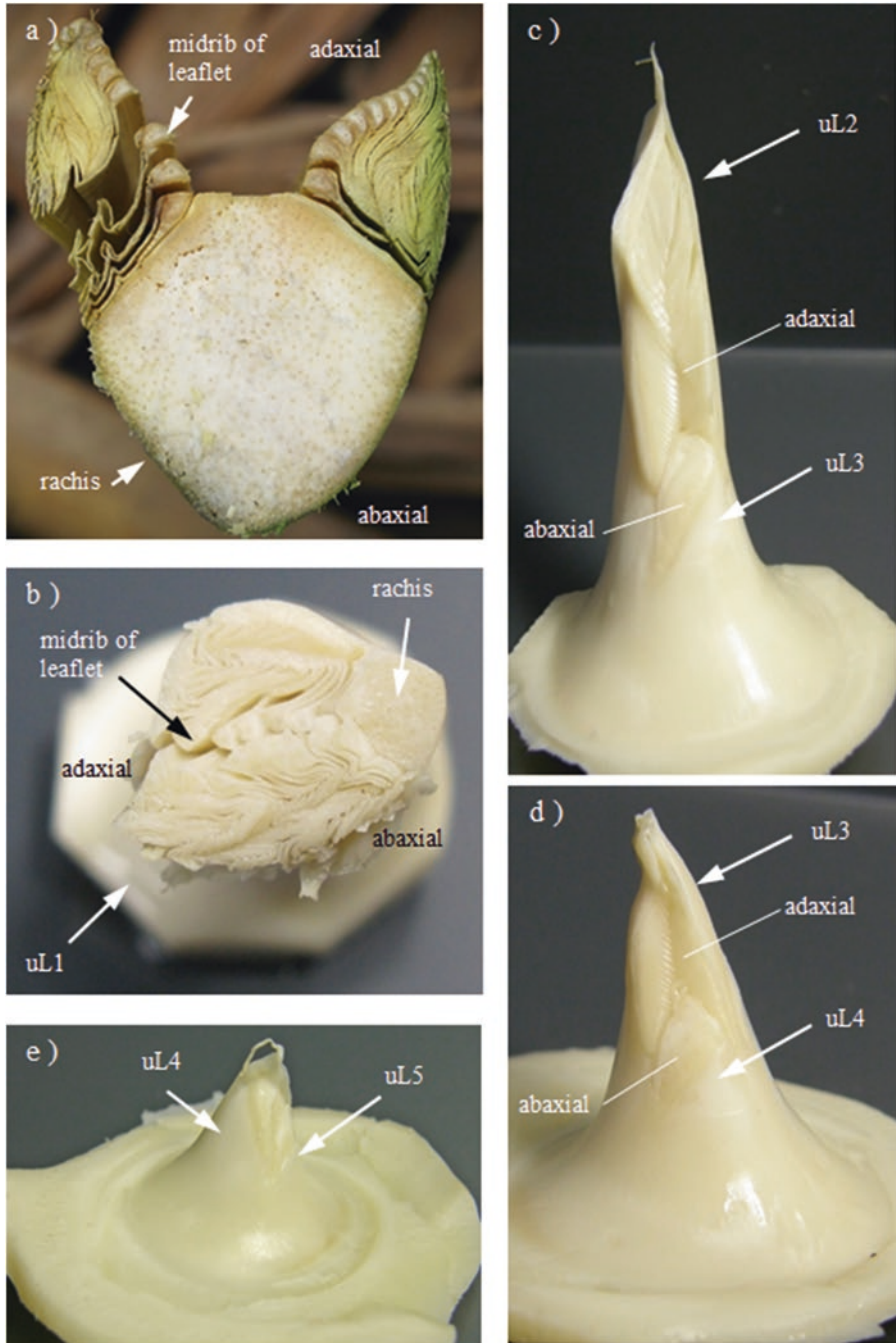 a )
midrib of
leaflet
adaxial
rachis
abaxial
b )
rachis
midrib of
leaflet
adaxial
abaxial
uL1
e )
uL4
uL5
c )
uL2
adaxial
uL3
abaxial
d )
uL3
adaxial
uL4
abaxial